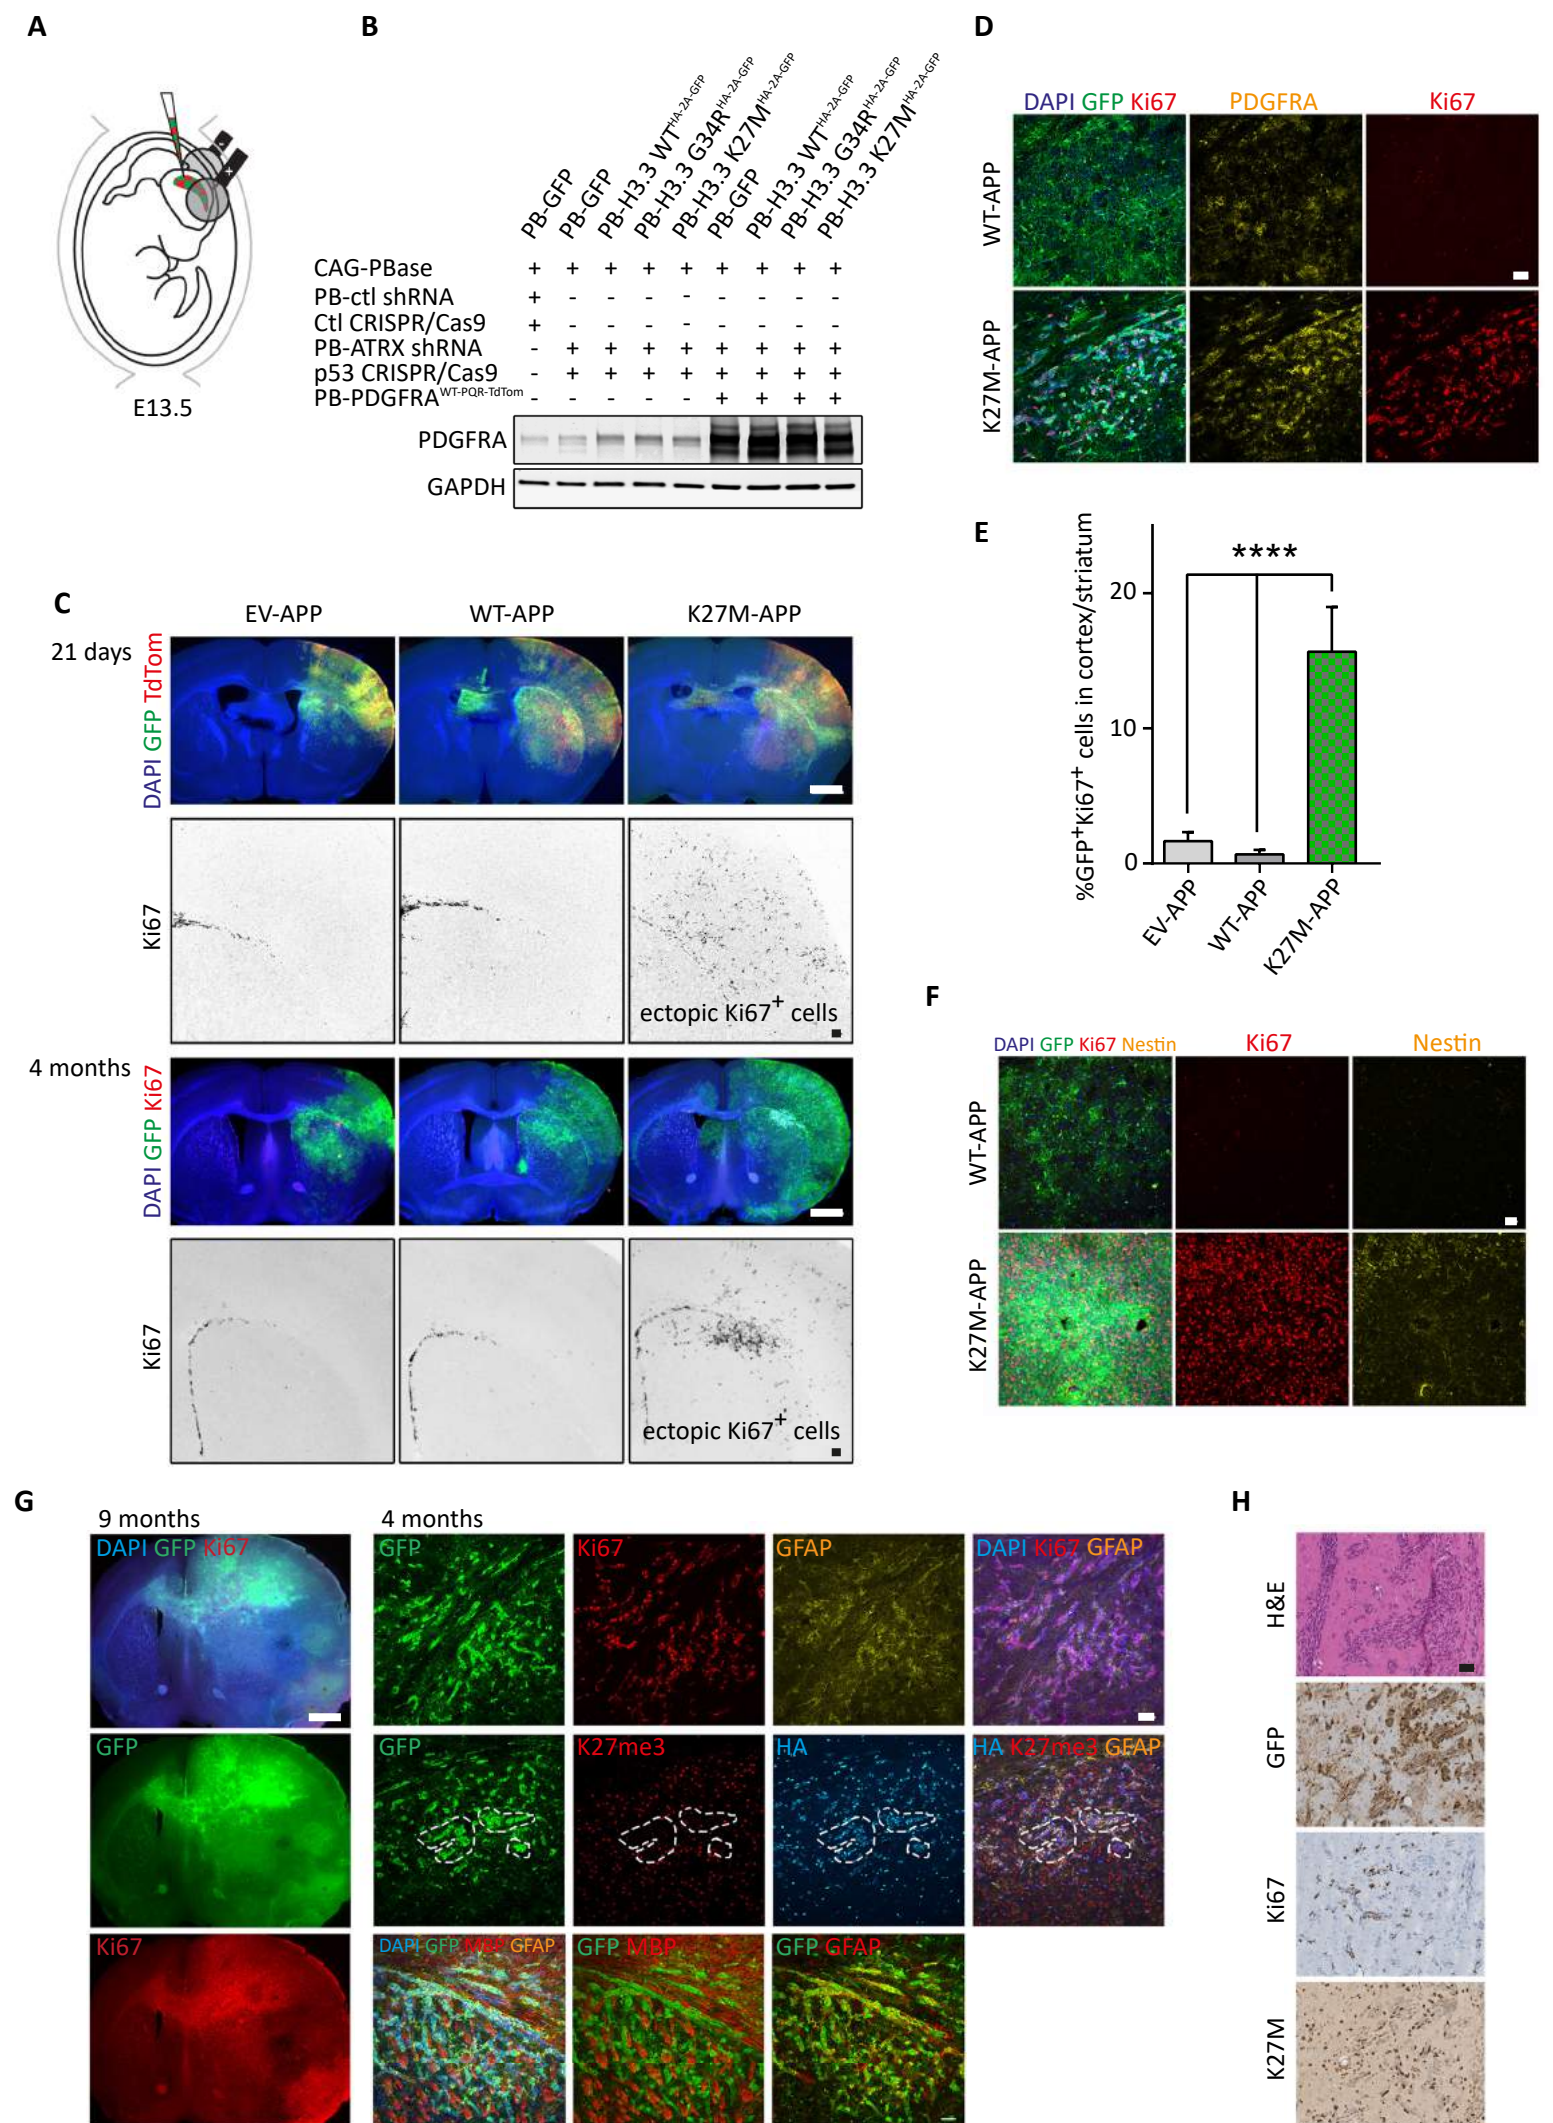 A
E13.5
B
PB-GFP
PB-GFP
PB-H3.3 WT^HA-2A-GFP
PB-H3.3 G34R^HA-2A-GFP
PB-H3.3 K27M^HA-2A-GFP
PB-GFP
PB-H3.3 WT^HA-2A-GFP
PB-H3.3 G34R^HA-2A-GFP
PB-H3.3 K27M^HA-2A-GFP
CAG-PBase + + + + + + + + +
PB-ctl shRNA + - - - - - - - -
Ctl CRISPR/Cas9 + - - - - - - - -
PB-ATRX shRNA - + + + + + + + +
p53 CRISPR/Cas9 - + + + + + + + +
PB-PDGFRA^WT-PQR-TdTom - - - - - + + + +
PDGFRA
GAPDH
C
EV-APP WT-APP K27M-APP
21 days
DAPI GFP TdTom
Ki67
ectopic Ki67+ cells
4 months
DAPI GFP Ki67
Ki67
ectopic Ki67+ cells
D
DAPI GFP Ki67 PDGFRA Ki67
WT-APP
K27M-APP
E
%GFP+Ki67+ cells in cortex/striatum
****
20
10
0
EV-APP
WT-APP
K27M-APP
F
DAPI GFP Ki67 Nestin Ki67 Nestin
WT-APP
K27M-APP
G
9 months
DAPI GFP Ki67
GFP
Ki67
4 months
GFP Ki67 GFAP DAPI Ki67 GFAP
GFP K27me3 HA HA K27me3 GFAP
DAPI GFP MBP GFAP GFP MBP GFP GFAP
H
H&E
GFP
Ki67
K27M